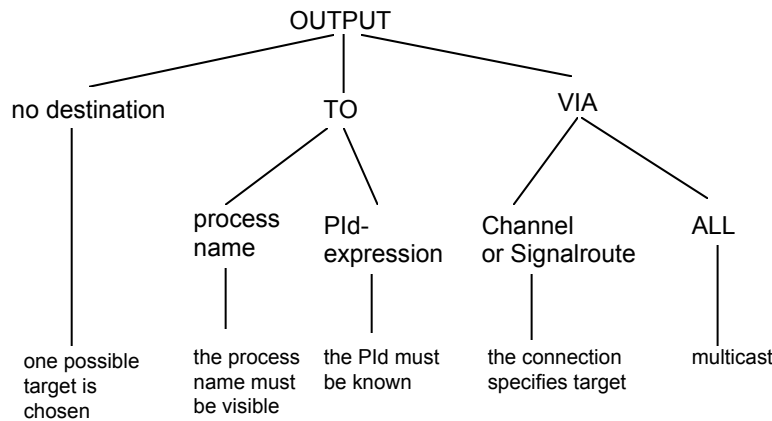 OUTPUT
no destination
TO
VIA
process
name
PId-
expression
Channel
or Signalroute
ALL
one possible
target is
chosen
the process
name must
be visible
the PId must
be known
the connection
specifies target
multicast